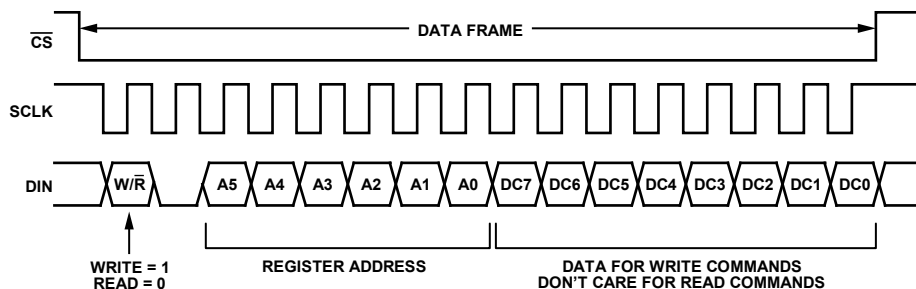 DATA FRAME
C̅S̅
SCLK
DIN W/R̅ A5 A4 A3 A2 A1 A0 DC7 DC6 DC5 DC4 DC3 DC2 DC1 DC0
WRITE = 1
READ = 0
REGISTER ADDRESS
DATA FOR WRITE COMMANDS
DON'T CARE FOR READ COMMANDS